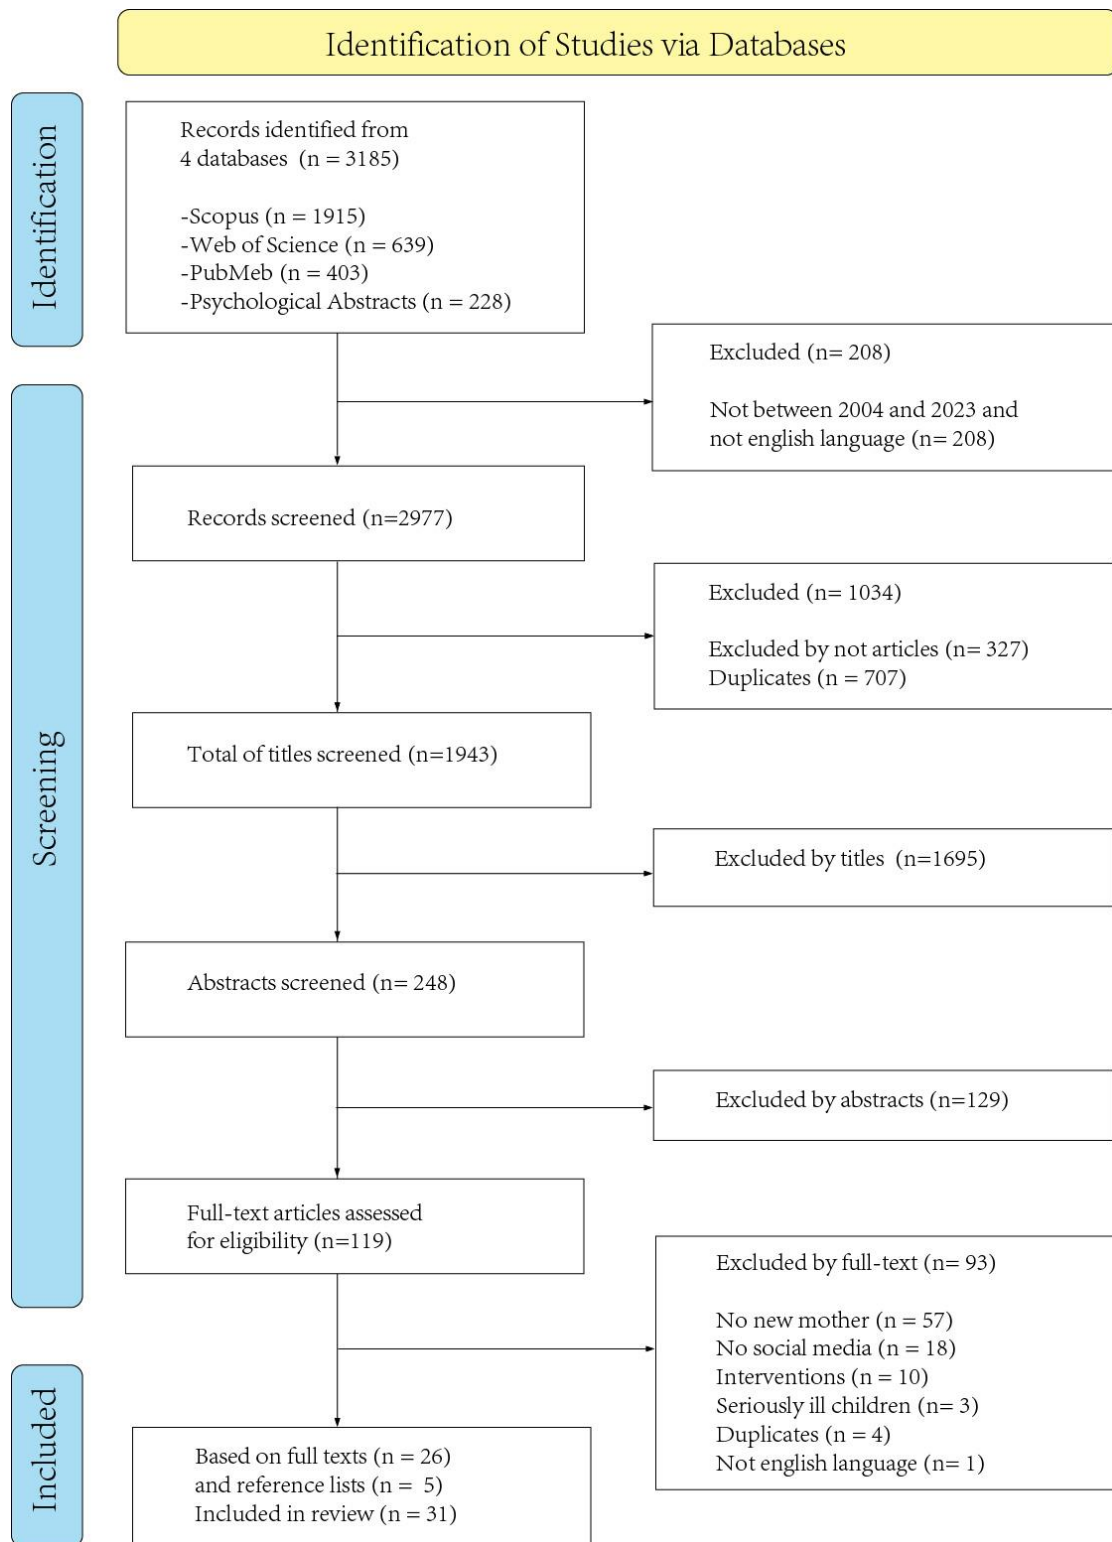 Identification of Studies via Databases
Identification
Records identified from
4 databases (n = 3185)
-Scopus (n = 1915)
-Web of Science (n = 639)
-PubMeb (n = 403)
-Psychological Abstracts (n = 228)
Excluded (n= 208)
Not between 2004 and 2023 and
not english language (n= 208)
Screening
Records screened (n=2977)
Excluded (n= 1034)
Excluded by not articles (n= 327)
Duplicates (n = 707)
Total of titles screened (n=1943)
Excluded by titles (n=1695)
Abstracts screened (n= 248)
Excluded by abstracts (n=129)
Full-text articles assessed
for eligibility (n=119)
Excluded by full-text (n= 93)
No new mother (n = 57)
No social media (n = 18)
Interventions (n = 10)
Seriously ill children (n= 3)
Duplicates (n = 4)
Not english language (n= 1)
Included
Based on full texts (n = 26)
and reference lists (n = 5)
Included in review (n = 31)